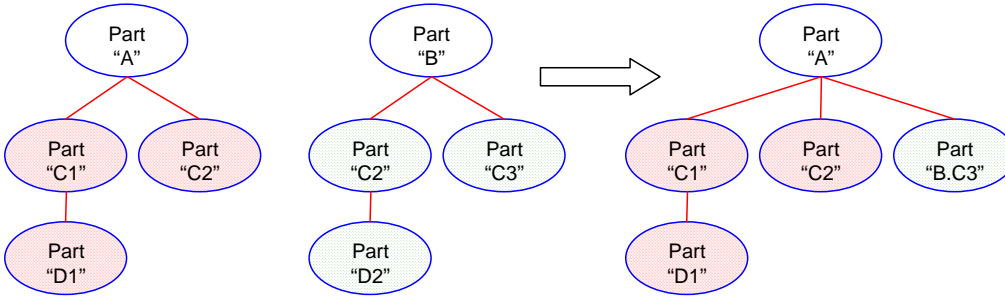 Part
“A”
Part
“B”
Part
“A”
Part
“C1”
Part
“C2”
Part
“C2”
Part
“C3”
Part
“C1”
Part
“C2”
Part
“B.C3”
Part
“D1”
Part
“D2”
Part
“D1”